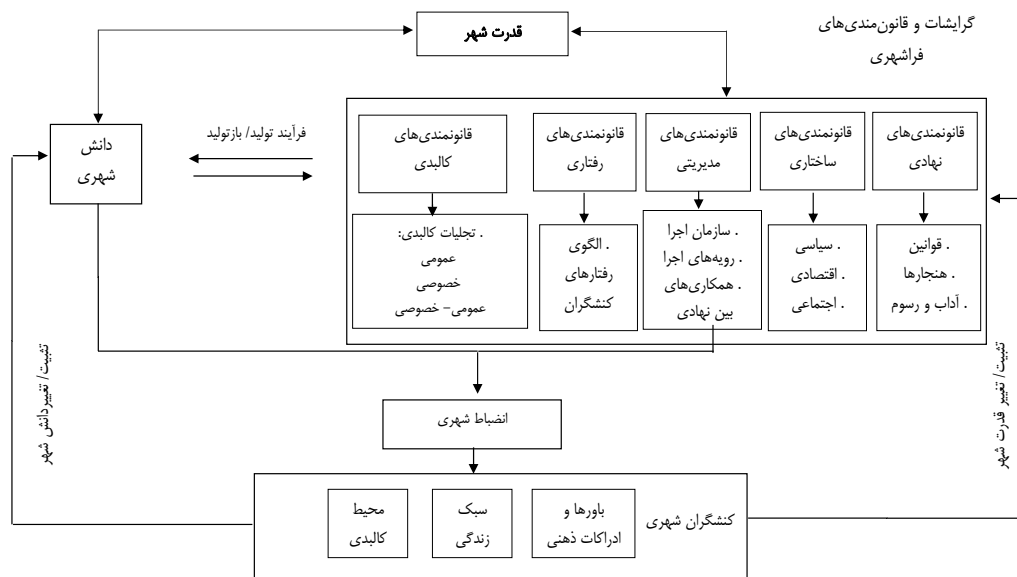 گرایشات و قانون‌مندی‌های
فراشهری
قدرت شهر
دانش
شهری
فرآیند تولید/ بازتولید
قانونمندی‌های
نهادی
قانونمندی‌های
ساختاری
قانونمندی‌های
مدیریتی
قانونمندی‌های
رفتاری
قانونمندی‌های
کالبدی
. قوانین
. هنجارها
. آداب و رسوم
. سیاسی
. اقتصادی
. اجتماعی
. سازمان اجرا
. رویه‌های اجرا
. همکاری‌های
بین نهادی
. الگوی
رفتارهای
کنشگران
. تجلیات کالبدی:
عمومی
خصوصی
عمومی– خصوصی
تثبیت/ تغییر قدرت شهر
تثبیت/ تغییردانش شهر
انضباط شهری
کنشگران شهری
باورها و
ادراکات ذهنی
سبک
زندگی
محیط
کالبدی